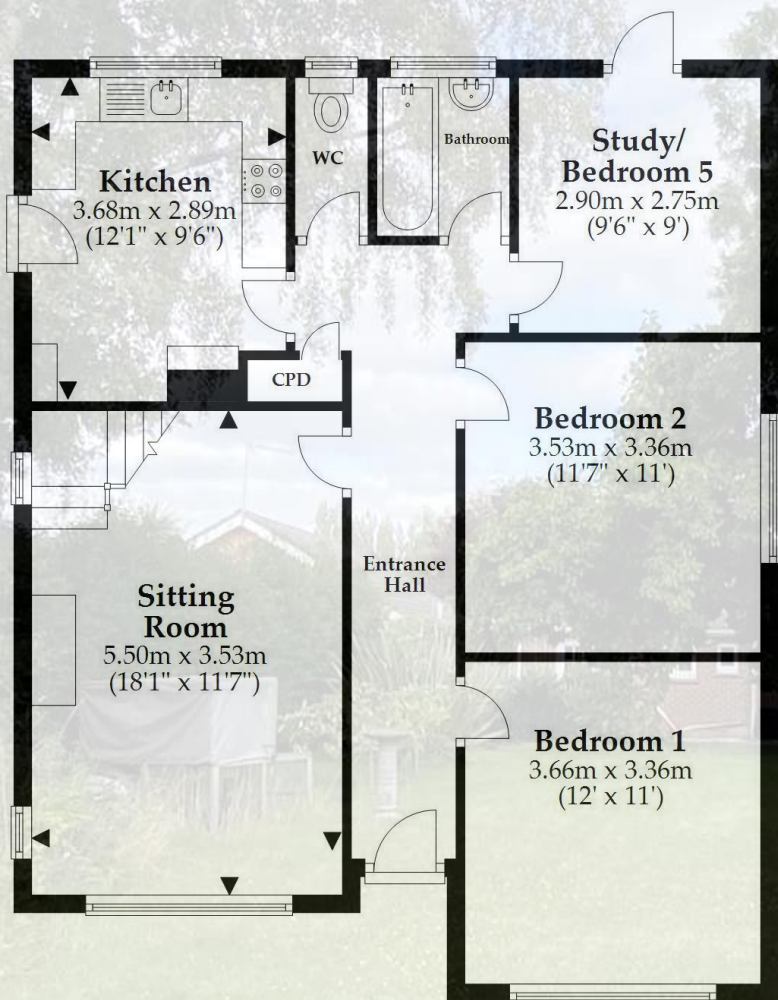 Kitchen
3.68m x 2.89m
(12'1" x 9'6")
WC
Bathroom
Study/
Bedroom 5
2.90m x 2.75m
(9'6" x 9')
CPD
Bedroom 2
3.53m x 3.36m
(11'7" x 11')
Entrance
Hall
Sitting
Room
5.50m x 3.53m
(18'1" x 11'7")
Bedroom 1
3.66m x 3.36m
(12' x 11')